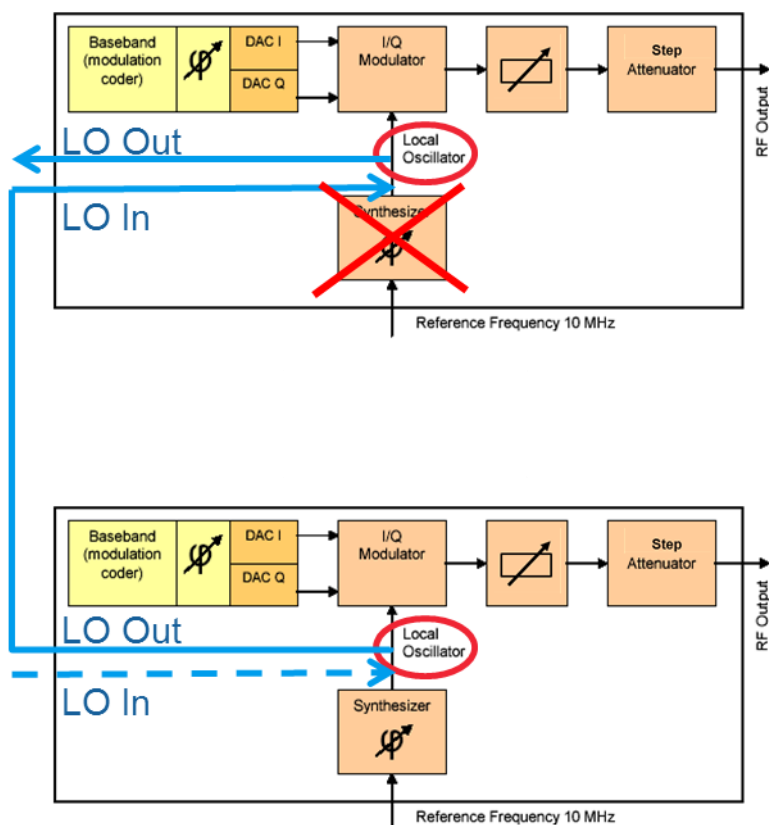 Baseband
(modulation
coder)
φ
DAC I
DAC Q
I/Q
Modulator
Step
Attenuator
RF Output
LO Out
Local
Oscillator
LO In
Synthesizer
φ
Reference Frequency 10 MHz
Baseband
(modulation
coder)
φ
DAC I
DAC Q
I/Q
Modulator
Step
Attenuator
RF Output
LO Out
Local
Oscillator
LO In
Synthesizer
φ
Reference Frequency 10 MHz